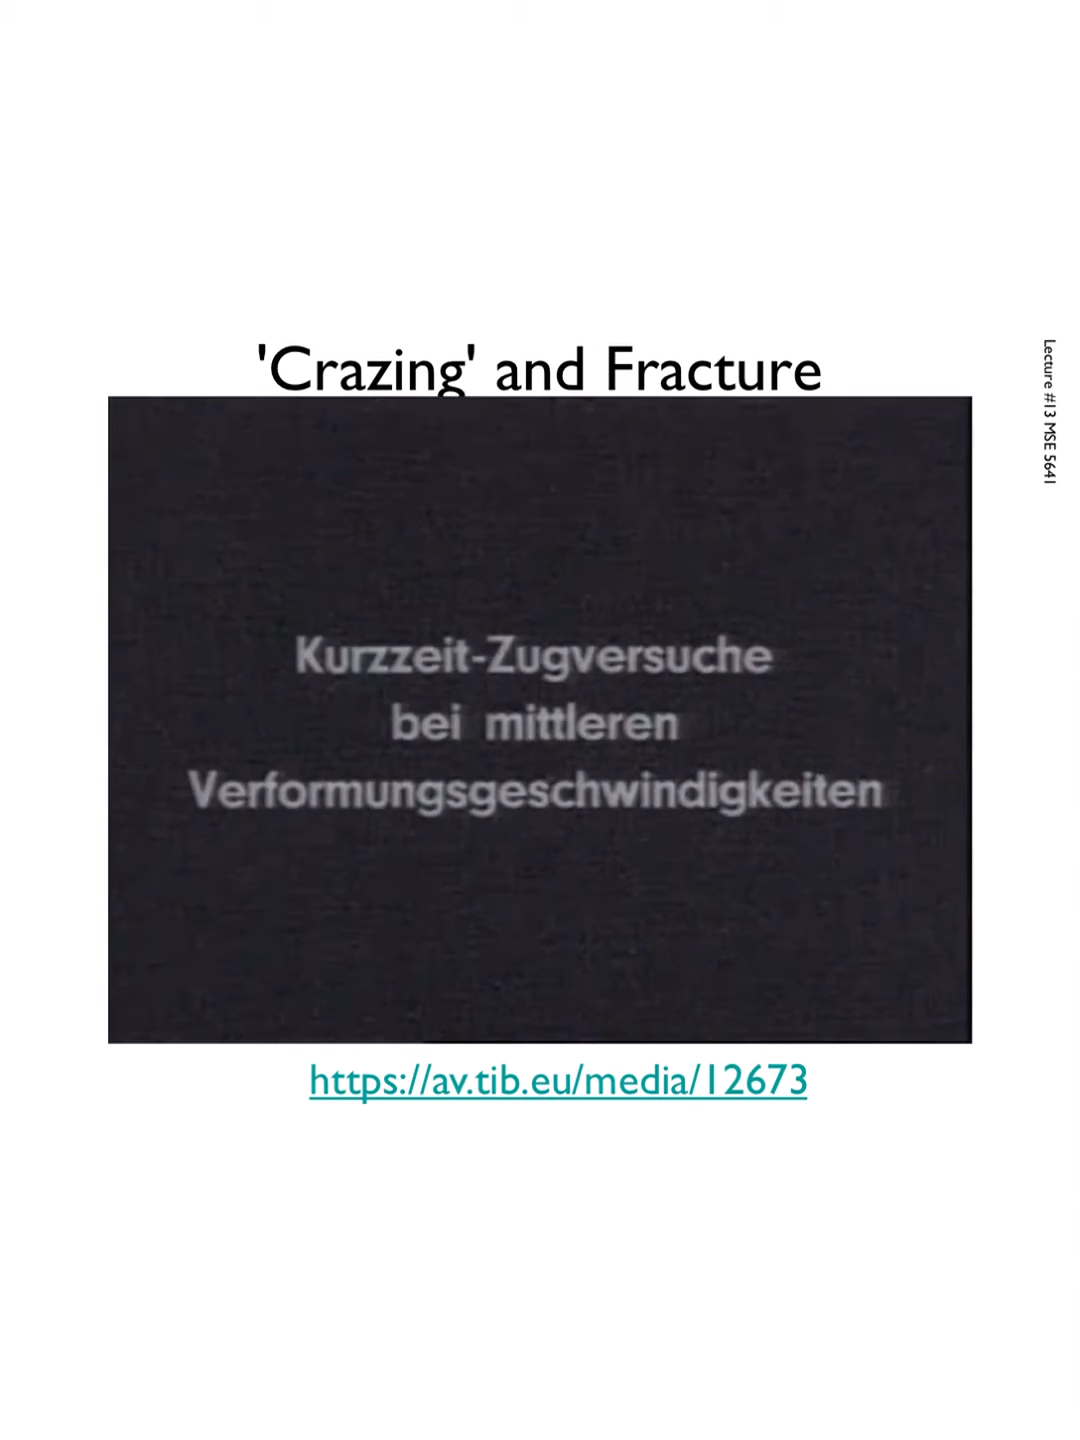 'Crazing' and Fracture
Lecture #13 MSE 5641
Kurzzeit-Zugversuche
bei mittleren
Verformungsgeschwindigkeiten
https://av.tib.eu/media/12673